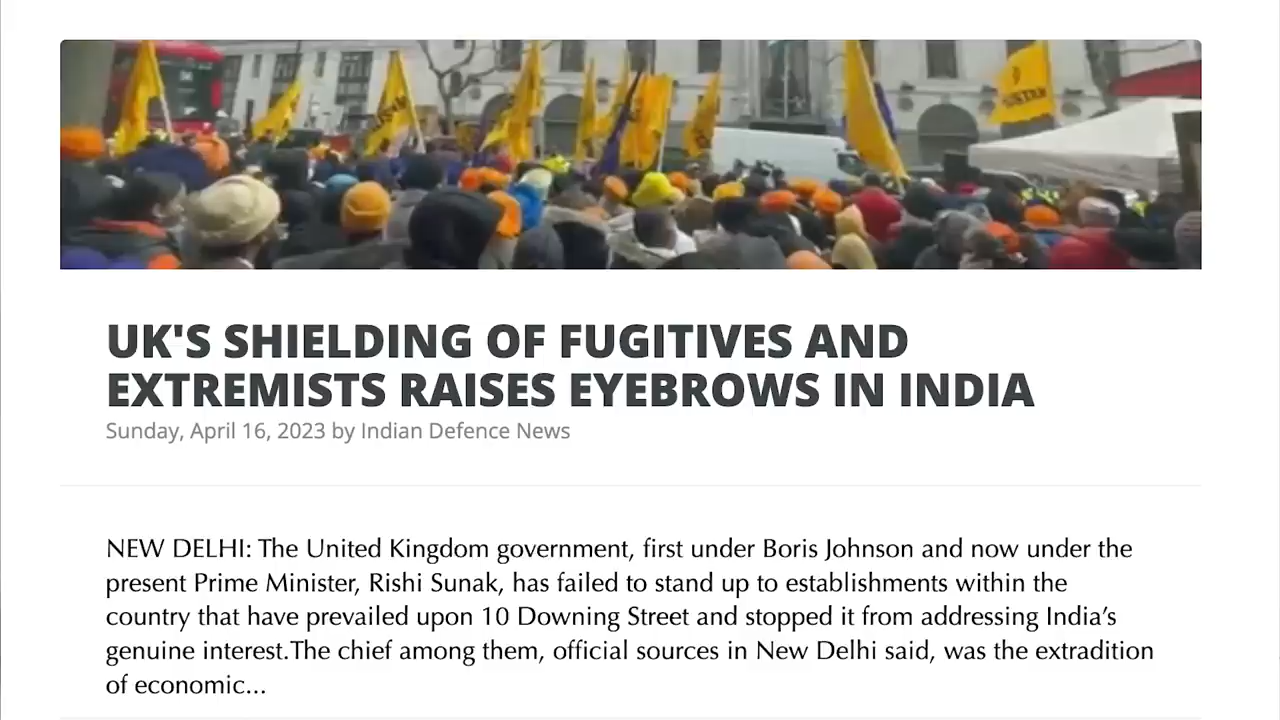 UK'S SHIELDING OF FUGITIVES AND
EXTREMISTS RAISES EYEBROWS IN INDIA
Sunday, April 16, 2023 by Indian Defence News
NEW DELHI: The United Kingdom government, first under Boris Johnson and now under the
present Prime Minister, Rishi Sunak, has failed to stand up to establishments within the
country that have prevailed upon 10 Downing Street and stopped it from addressing India’s
genuine interest.The chief among them, official sources in New Delhi said, was the extradition
of economic...